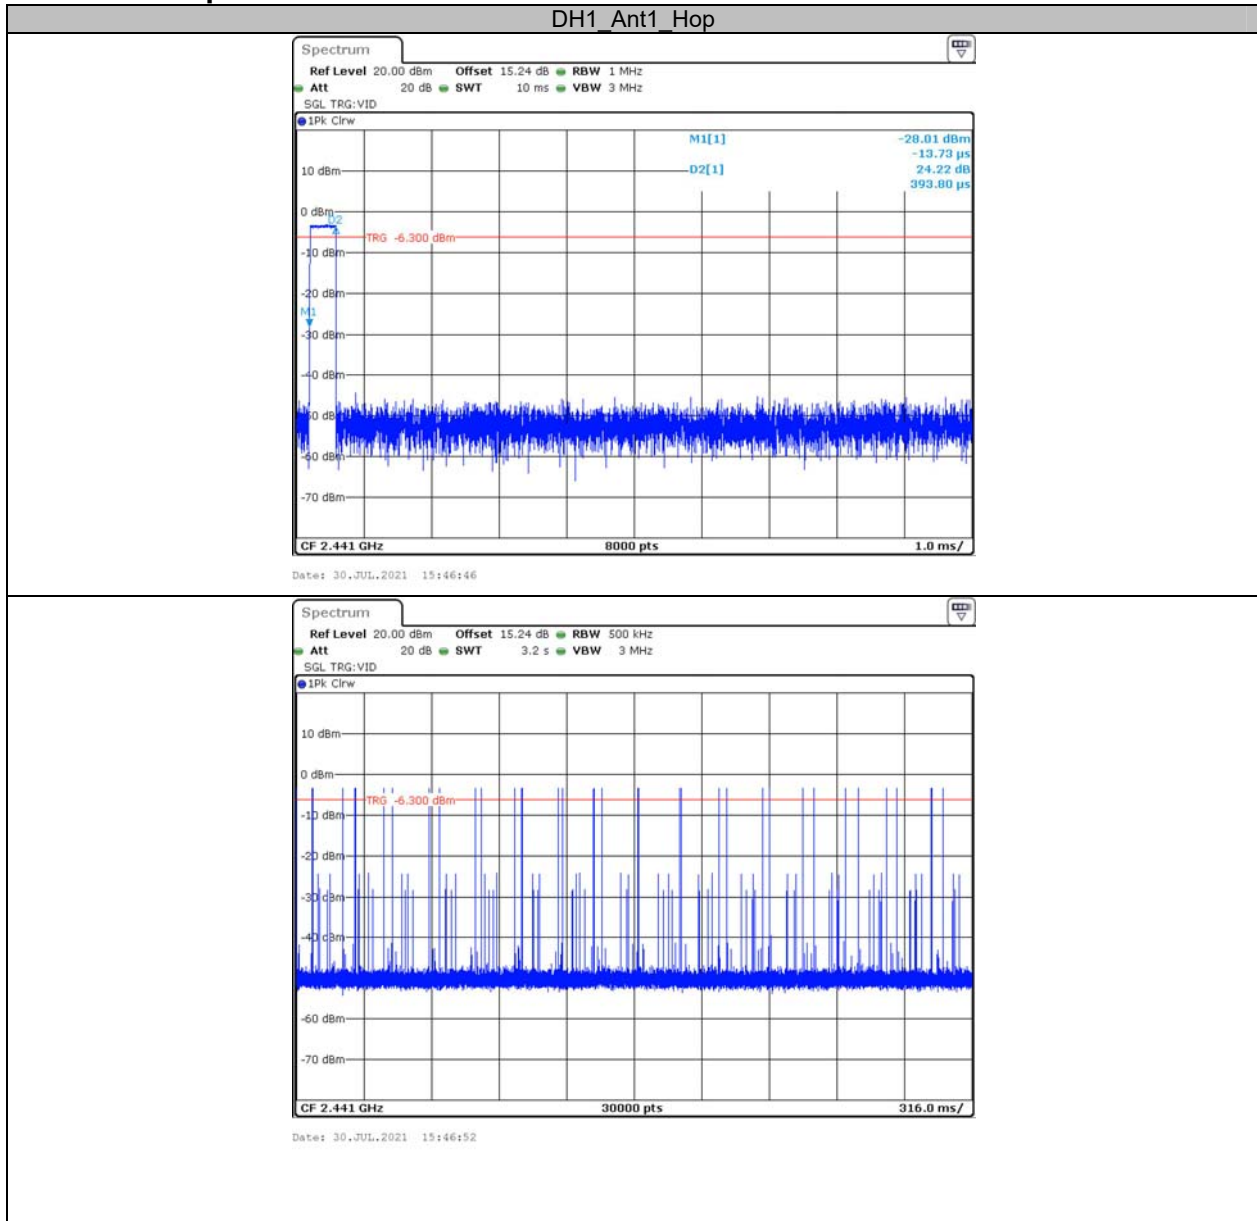 DH1_Ant1_Hop
Spectrum
Ref Level 20.00 dBm Offset 15.24 dB RBW 1 MHz
Att 20 dB SWT 10 ms VBW 3 MHz
SGL TRG:VID
1Pk Clrw
M1[1] -28.01 dBm
-13.73 µs
10 dBm D2[1] 24.22 dB
393.80 µs
0 dBm
D2
TRG -6.300 dBm
-10 dBm
-20 dBm
M1
-30 dBm
-40 dBm
-50 dBm
-60 dBm
-70 dBm
CF 2.441 GHz 8000 pts 1.0 ms/
Date: 30.JUL.2021 15:46:46
Spectrum
Ref Level 20.00 dBm Offset 15.24 dB RBW 500 kHz
Att 20 dB SWT 3.2 s VBW 3 MHz
SGL TRG:VID
1Pk Clrw
10 dBm
0 dBm
TRG -6.300 dBm
-10 dBm
-20 dBm
-30 dBm
-40 dBm
-60 dBm
-70 dBm
CF 2.441 GHz 30000 pts 316.0 ms/
Date: 30.JUL.2021 15:46:52